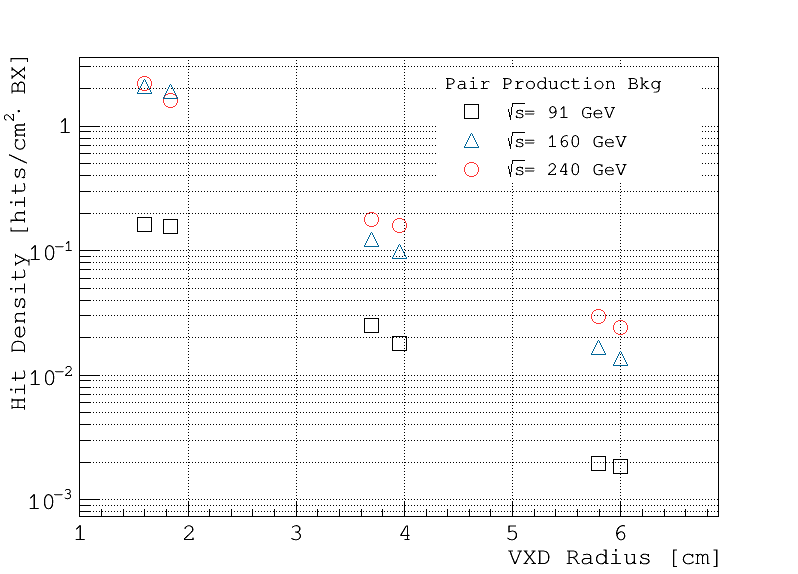 Hit Density [hits/cm²· BX]
Pair Production Bkg
√s= 91 GeV
√s= 160 GeV
√s= 240 GeV
1
10⁻¹
10⁻²
10⁻³
1 2 3 4 5 6
VXD Radius [cm]